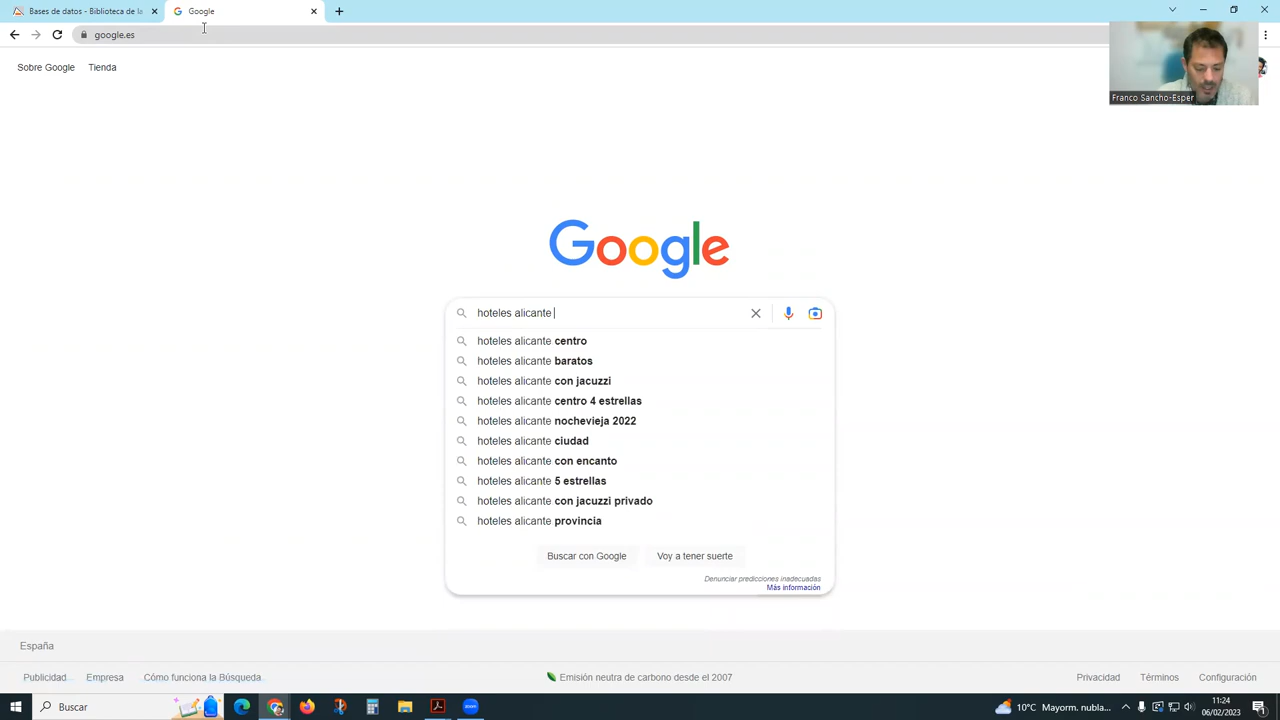 Bases de datos - Biblioteca de la
Google
google.es
Sobre Google
Tienda
Franco Sancho-Esper
Google
hoteles alicante
hoteles alicante centro
hoteles alicante baratos
hoteles alicante con jacuzzi
hoteles alicante centro 4 estrellas
hoteles alicante nochevieja 2022
hoteles alicante ciudad
hoteles alicante con encanto
hoteles alicante 5 estrellas
hoteles alicante con jacuzzi privado
hoteles alicante provincia
Buscar con Google
Voy a tener suerte
Denunciar predicciones inadecuadas
Más información
España
Publicidad
Empresa
Cómo funciona la Búsqueda
Emisión neutra de carbono desde el 2007
Privacidad
Términos
Configuración
Buscar
zoom
10°C Mayorm. nubla...
11:24
06/02/2023
1